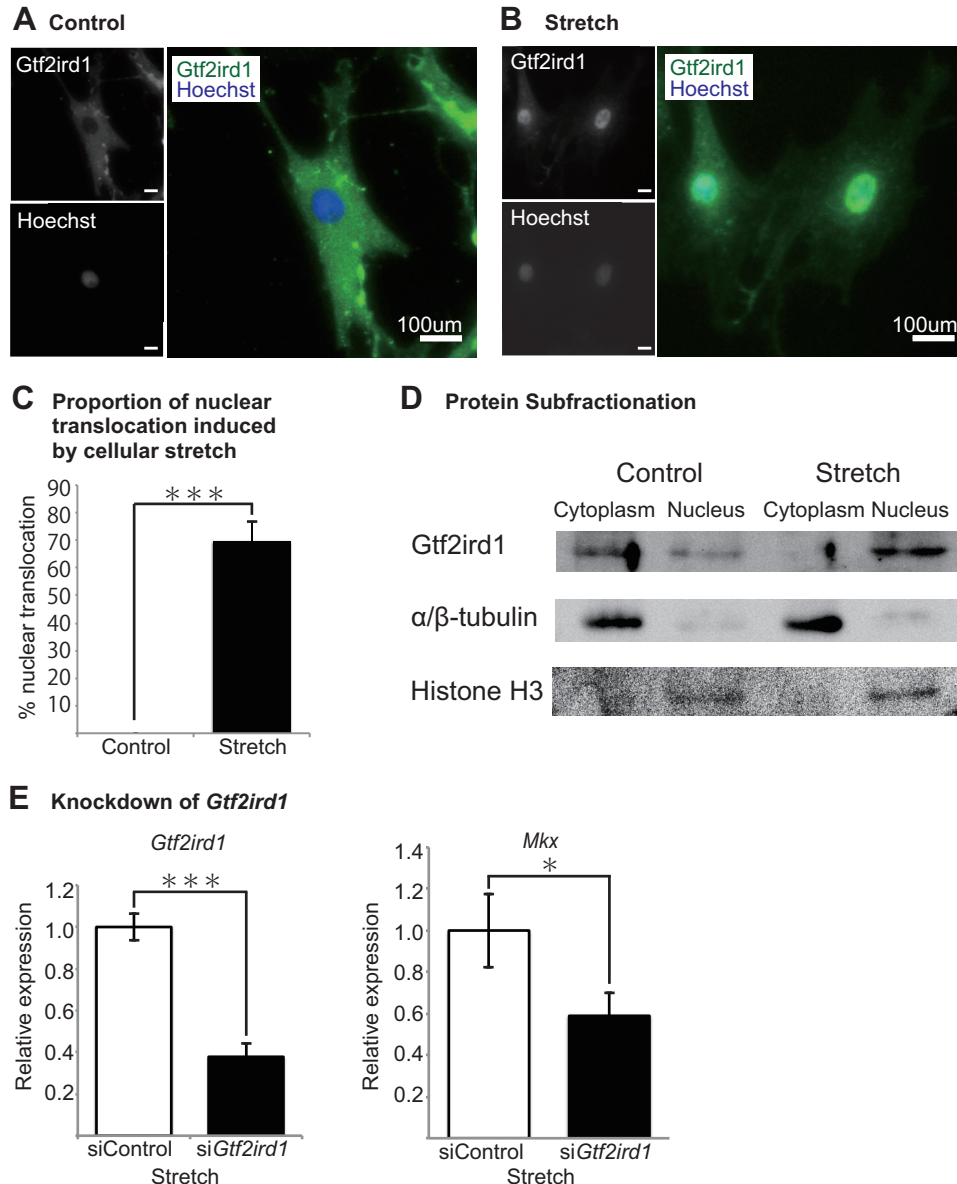 A Control
Gtf2ird1
Hoechst
Gtf2ird1
Hoechst
100um
B Stretch
Gtf2ird1
Hoechst
Gtf2ird1
Hoechst
100um
C Proportion of nuclear
translocation induced
by cellular stretch
% nuclear translocation
90
80
70
60
50
40
30
20
10
***
Control Stretch
D Protein Subfractionation
Control Stretch
Cytoplasm Nucleus Cytoplasm Nucleus
Gtf2ird1
α/β-tubulin
Histone H3
E Knockdown of Gtf2ird1
Gtf2ird1
Relative expression
1.2
1.0
0.8
0.6
0.4
0.2
***
siControl siGtf2ird1
Stretch
Mkx
Relative expression
1.4
1.2
1.0
0.8
0.6
0.4
0.2
*
siControl siGtf2ird1
Stretch